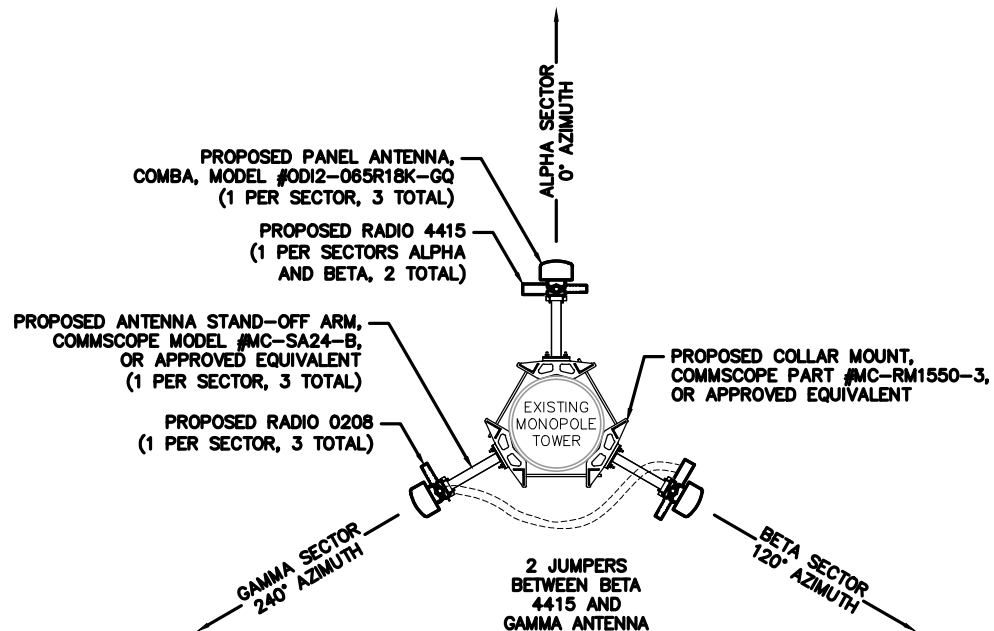 ALPHA SECTOR
0° AZIMUTH
PROPOSED PANEL ANTENNA,
COMBA, MODEL #ODI2-065R18K-GQ
(1 PER SECTOR, 3 TOTAL)
PROPOSED RADIO 4415
(1 PER SECTORS ALPHA
AND BETA, 2 TOTAL)
PROPOSED ANTENNA STAND-OFF ARM,
COMMSCOPE MODEL #MC-SA24-B,
OR APPROVED EQUIVALENT
(1 PER SECTOR, 3 TOTAL)
PROPOSED COLLAR MOUNT,
COMMSCOPE PART #MC-RM1550-3,
OR APPROVED EQUIVALENT
EXISTING
MONOPOLE
TOWER
PROPOSED RADIO 0208
(1 PER SECTOR, 3 TOTAL)
GAMMA SECTOR
240° AZIMUTH
2 JUMPERS
BETWEEN BETA
4415 AND
GAMMA ANTENNA
BETA SECTOR
120° AZIMUTH